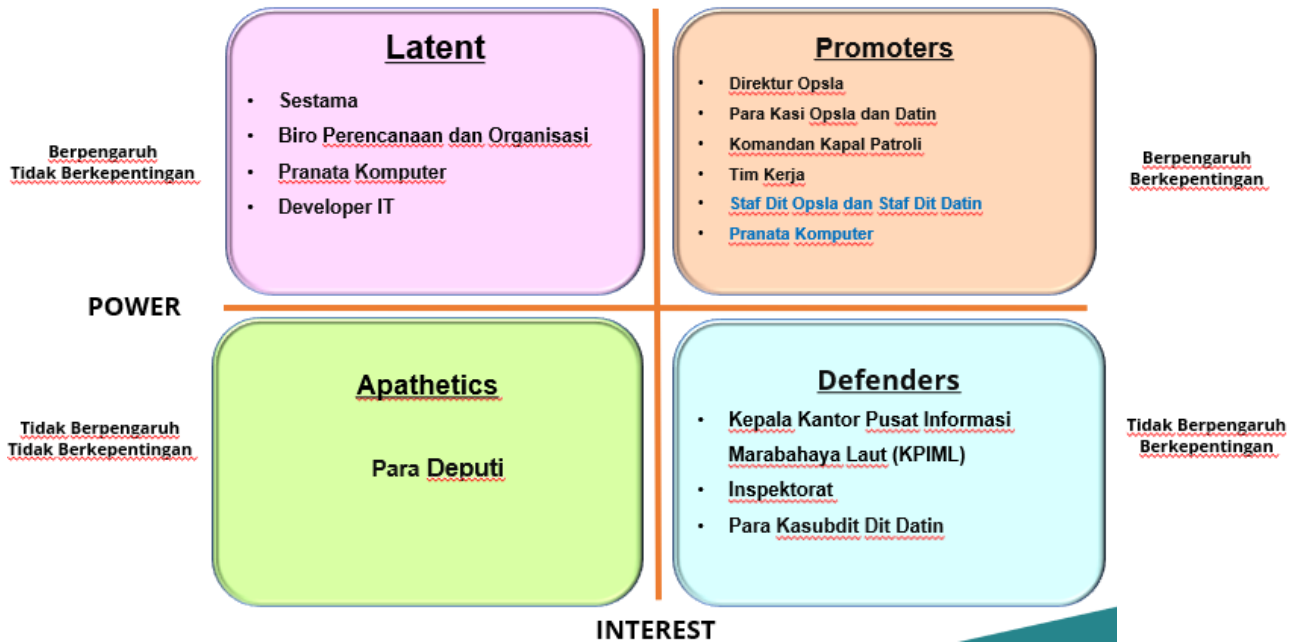 Latent
• Sestama
• Biro Perencanaan dan Organisasi
• Pranata Komputer
• Developer IT
Promoters
• Direktur Opsla
• Para Kasi Opsla dan Datin
• Komandan Kapal Patroli
• Tim Kerja
• Staf Dit Opsla dan Staf Dit Datin
• Pranata Komputer
Berpengaruh
Tidak Berkepentingan
Berpengaruh
Berkepentingan
POWER
Apathetics
Para Deputi
Defenders
• Kepala Kantor Pusat Informasi
Marabahaya Laut (KPIML)
• Inspektorat
• Para Kasubdit Dit Datin
Tidak Berpengaruh
Tidak Berkepentingan
Tidak Berpengaruh
Berkepentingan
INTEREST